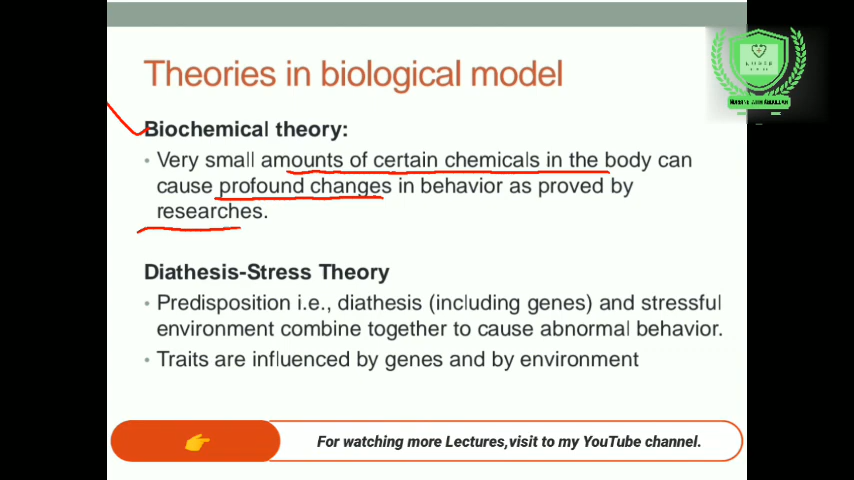 Theories in biological model
Biochemical theory:
• Very small amounts of certain chemicals in the body can
cause profound changes in behavior as proved by
researches.
Diathesis-Stress Theory
• Predisposition i.e., diathesis (including genes) and stressful
environment combine together to cause abnormal behavior.
• Traits are influenced by genes and by environment
For watching more Lectures,visit to my YouTube channel.